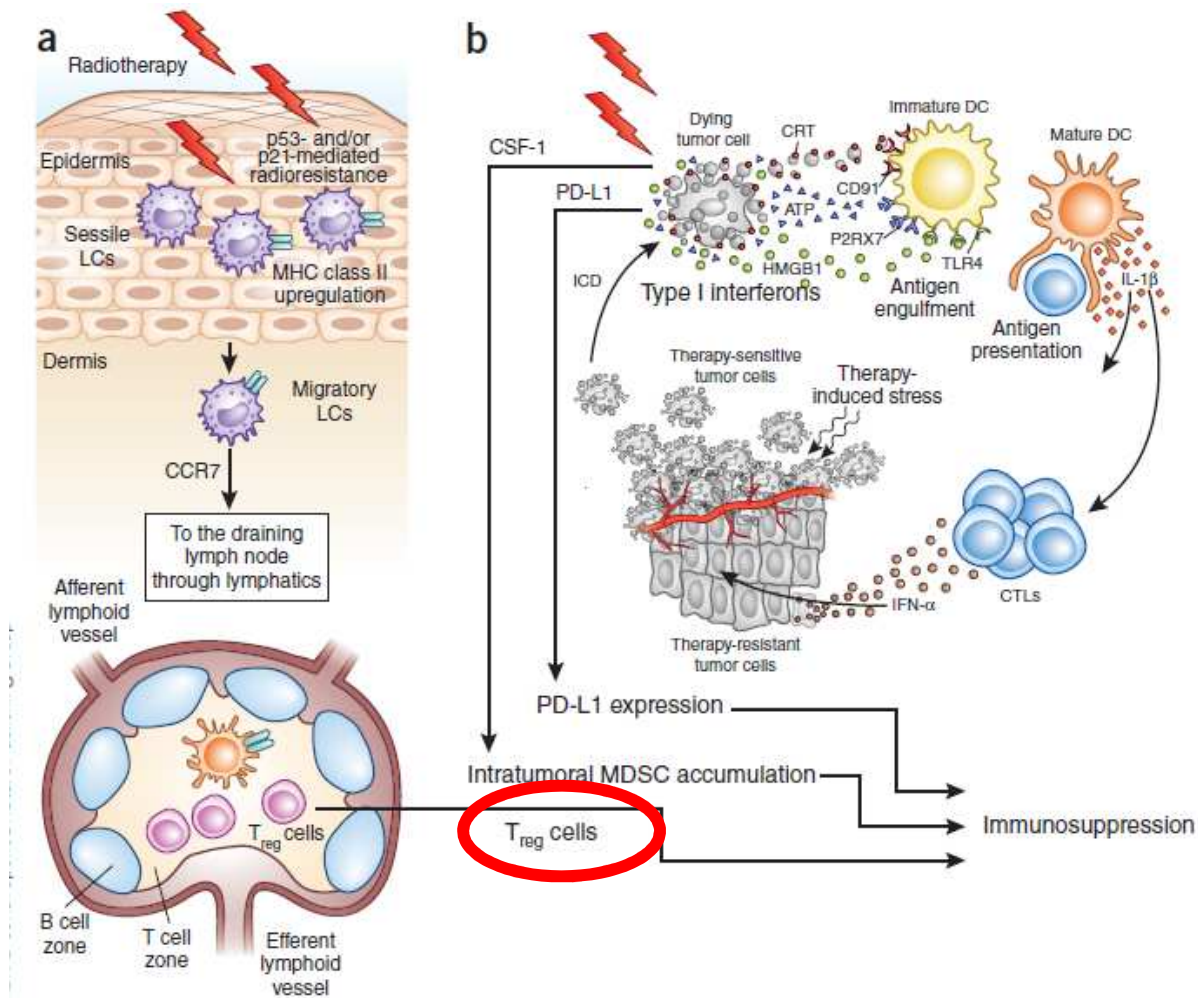 a
Radiotherapy
Epidermis
p53- and/or
p21-mediated
radioresistance
Sessile
LCs
MHC class II
upregulation
Dermis
Migratory
LCs
CCR7
To the draining
lymph node
through lymphatics
Afferent
lymphoid
vessel
Treg cells
B cell
zone
T cell
zone
Efferent
lymphoid
vessel
b
CSF-1
PD-L1
Dying
tumor cell
CRT
Immature DC
Mature DC
CD91
ATP
P2RX7
HMGB1
TLR4
ICD
Type I interferons
Antigen
engulfment
IL-1β
Antigen
presentation
Therapy-sensitive
tumor cells
Therapy-
induced stress
IFN-α
CTLs
Therapy-resistant
tumor cells
PD-L1 expression
Intratumoral MDSC accumulation
Treg cells
Immunosuppression